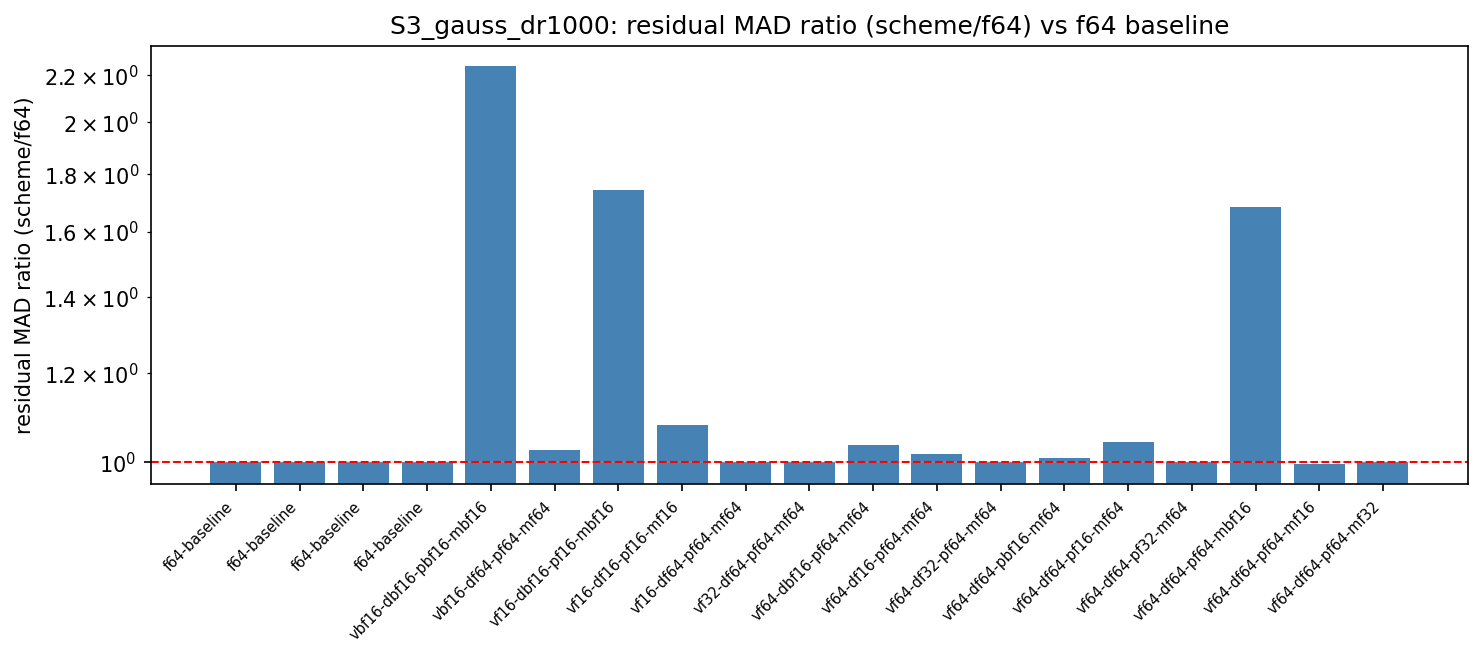 S3_gauss_dr1000: residual MAD ratio (scheme/f64) vs f64 baseline
residual MAD ratio (scheme/f64)
2.2 × 10⁰
2 × 10⁰
1.8 × 10⁰
1.6 × 10⁰
1.4 × 10⁰
1.2 × 10⁰
10⁰
f64-baseline
f64-baseline
f64-baseline
f64-baseline
vbf16-dbf16-pbf16-mbf16
vbf16-df64-pf64-mf64
vf16-dbf16-pf16-mbf16
vf16-df16-pf16-mf16
vf16-df64-pf64-mf64
vf32-df64-pf64-mf64
vf64-dbf16-pf64-mf64
vf64-df16-pf64-mf64
vf64-df32-pf64-mf64
vf64-df64-pbf16-mf64
vf64-df64-pf16-mf64
vf64-df64-pf32-mf64
vf64-df64-pf64-mbf16
vf64-df64-pf64-mf16
vf64-df64-pf64-mf32